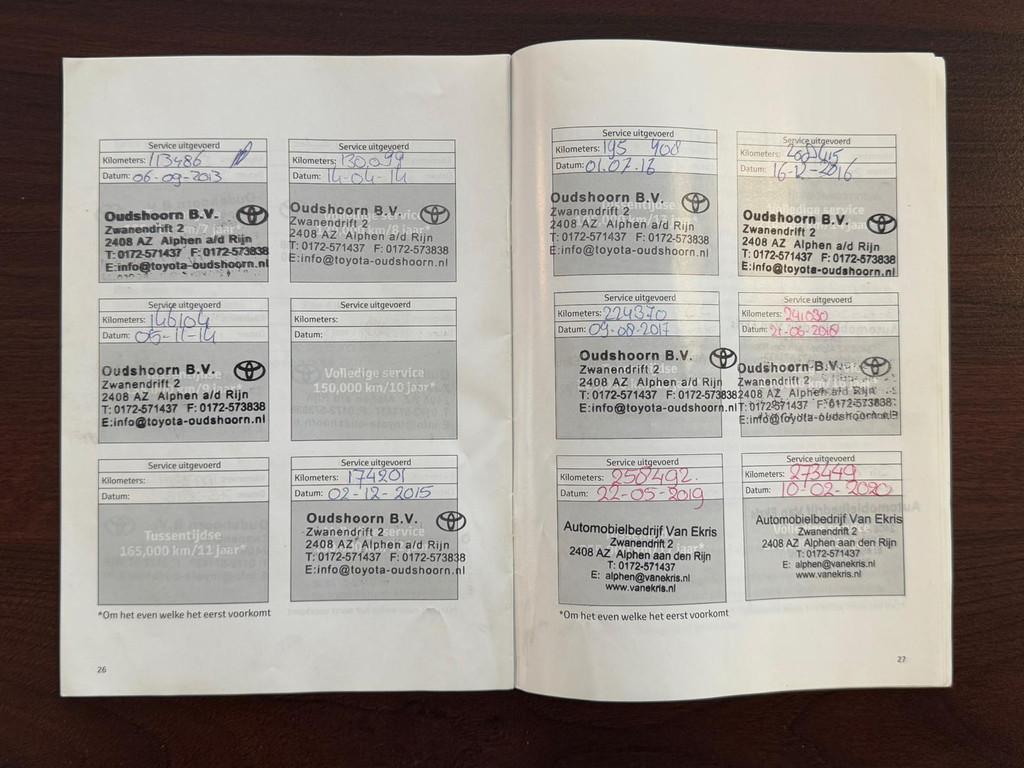 Service uitgevoerd
Kilometers: 113486
Datum: 06-09-2013
Oudshoorn B.V.
Zwanendrift 2
2408 AZ Alphen a/d Rijn
T: 0172-571437 F: 0172-573838
E:info@toyota-oudshoorn.nl
Service uitgevoerd
Kilometers: 130099
Datum: 14-04-14
Oudshoorn B.V.
Zwanendrift 2
2408 AZ Alphen a/d Rijn
T: 0172-571437 F: 0172-573838
E:info@toyota-oudshoorn.nl
Service uitgevoerd
Kilometers: 146104
Datum: 05-11-14
Oudshoorn B.V.
Zwanendrift 2
2408 AZ Alphen a/d Rijn
T: 0172-571437 F: 0172-573838
E:info@toyota-oudshoorn.nl
Service uitgevoerd
Kilometers:
Datum:
Volledige service
150,000 km/10 jaar*
Service uitgevoerd
Kilometers:
Datum:
Tussentijdse
165,000 km/11 jaar*
Service uitgevoerd
Kilometers: 174201
Datum: 02-12-2015
Oudshoorn B.V.
Zwanendrift 2
2408 AZ Alphen a/d Rijn
T: 0172-571437 F: 0172-573838
E:info@toyota-oudshoorn.nl
*Om het even welke het eerst voorkomt
26
Service uitgevoerd
Kilometers: 195 908
Datum: 01.07.16
Oudshoorn B.V.
Zwanendrift 2
2408 AZ Alphen a/d Rijn
T: 0172-571437 F: 0172-573838
E:info@toyota-oudshoorn.nl
Service uitgevoerd
Kilometers:
Datum: 16-12-2016
Volledige service
Oudshoorn B.V.
Zwanendrift 2
2408 AZ Alphen a/d Rijn
T: 0172-571437 F: 0172-573838
E:info@toyota-oudshoorn.nl
Service uitgevoerd
Kilometers: 224370
Datum: 09-08-2017
Oudshoorn B.V.
Zwanendrift 2
2408 AZ Alphen a/d Rijn
T: 0172-571437 F: 0172-573838
E:info@toyota-oudshoorn.nl
Service uitgevoerd
Kilometers: 241090
Datum: 21-06-2018
Oudshoorn B.V.
Zwanendrift 2
2408 AZ Alphen a/d Rijn
T: 0172-571437 F: 0172-573838
E:info@toyota-oudshoorn.nl
Service uitgevoerd
Kilometers: 258492.
Datum: 22-05-2019
Automobielbedrijf Van Ekris
Zwanendrift 2
2408 AZ Alphen aan den Rijn
T: 0172-571437
E: alphen@vanekris.nl
www.vanekris.nl
Service uitgevoerd
Kilometers: 273449
Datum: 10-02-2020
Automobielbedrijf Van Ekris
Zwanendrift 2
2408 AZ Alphen aan den Rijn
T: 0172-571437
E: alphen@vanekris.nl
www.vanekris.nl
*Om het even welke het eerst voorkomt
27